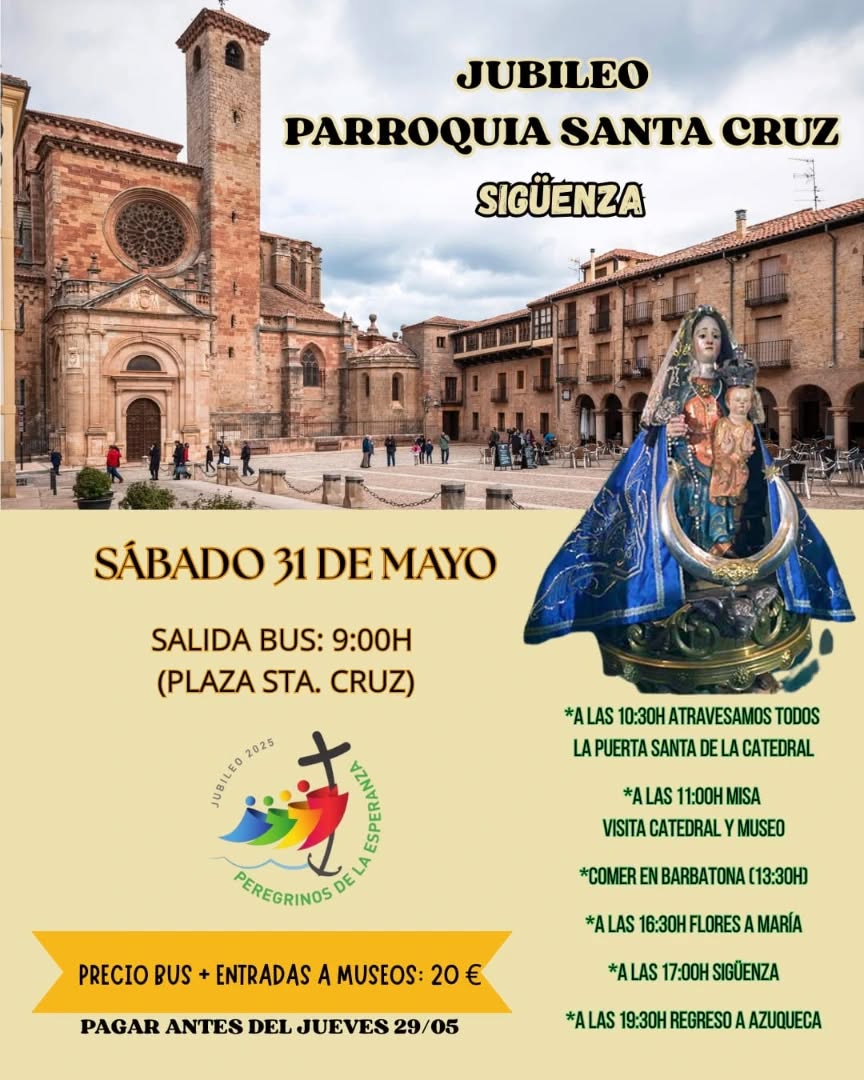 JUBILEO
PARROQUIA SANTA CRUZ
SIGÜENZA
SÁBADO 31 DE MAYO
SALIDA BUS: 9:00H
(PLAZA STA. CRUZ)
JUBILEO 2025
PEREGRINOS DE LA ESPERANZA
PRECIO BUS + ENTRADAS A MUSEOS: 20 €
PAGAR ANTES DEL JUEVES 29/05
*A LAS 10:30H ATRAVESAMOS TODOS
LA PUERTA SANTA DE LA CATEDRAL
*A LAS 11:00H MISA
VISITA CATEDRAL Y MUSEO
*COMER EN BARBATONA (13:30H)
*A LAS 16:30H FLORES A MARÍA
*A LAS 17:00H SIGÜENZA
*A LAS 19:30H REGRESO A AZUQUECA